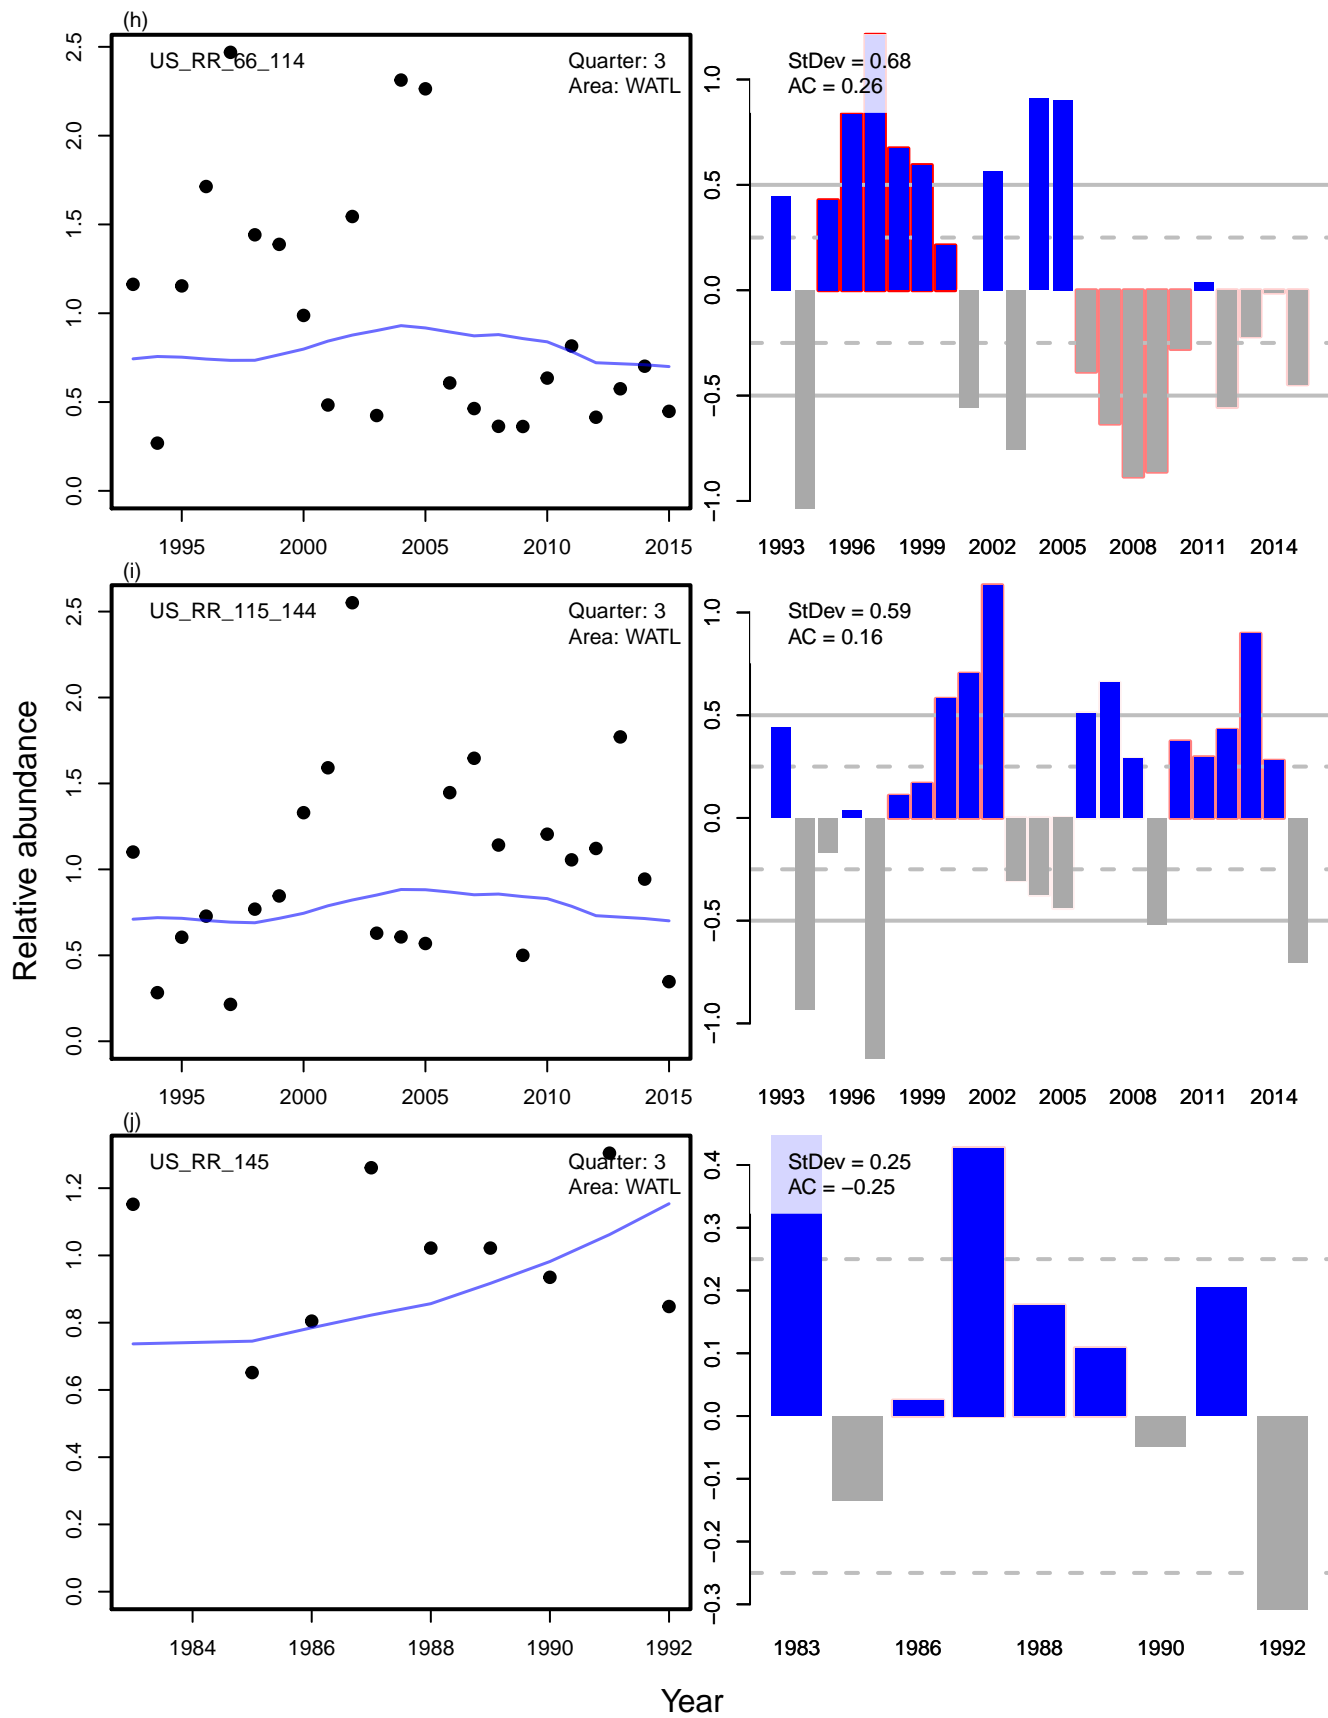 (h)
US_RR_66_114
Quarter: 3
Area: WATL
0.0 0.5 1.0 1.5 2.0 2.5
1995 2000 2005 2010 2015
StDev = 0.68
AC = 0.26
−1.0 −0.5 0.0 0.5 1.0
1993 1996 1999 2002 2005 2008 2011 2014
(i)
US_RR_115_144
Quarter: 3
Area: WATL
0.0 0.5 1.0 1.5 2.0 2.5
1995 2000 2005 2010 2015
StDev = 0.59
AC = 0.16
−1.0 −0.5 0.0 0.5 1.0
1993 1996 1999 2002 2005 2008 2011 2014
(j)
US_RR_145
Quarter: 3
Area: WATL
0.0 0.2 0.4 0.6 0.8 1.0 1.2
1984 1986 1988 1990 1992
StDev = 0.25
AC = −0.25
−0.3 −0.2 −0.1 0.0 0.1 0.2 0.3 0.4
1983 1986 1988 1990 1992
Relative abundance
Year